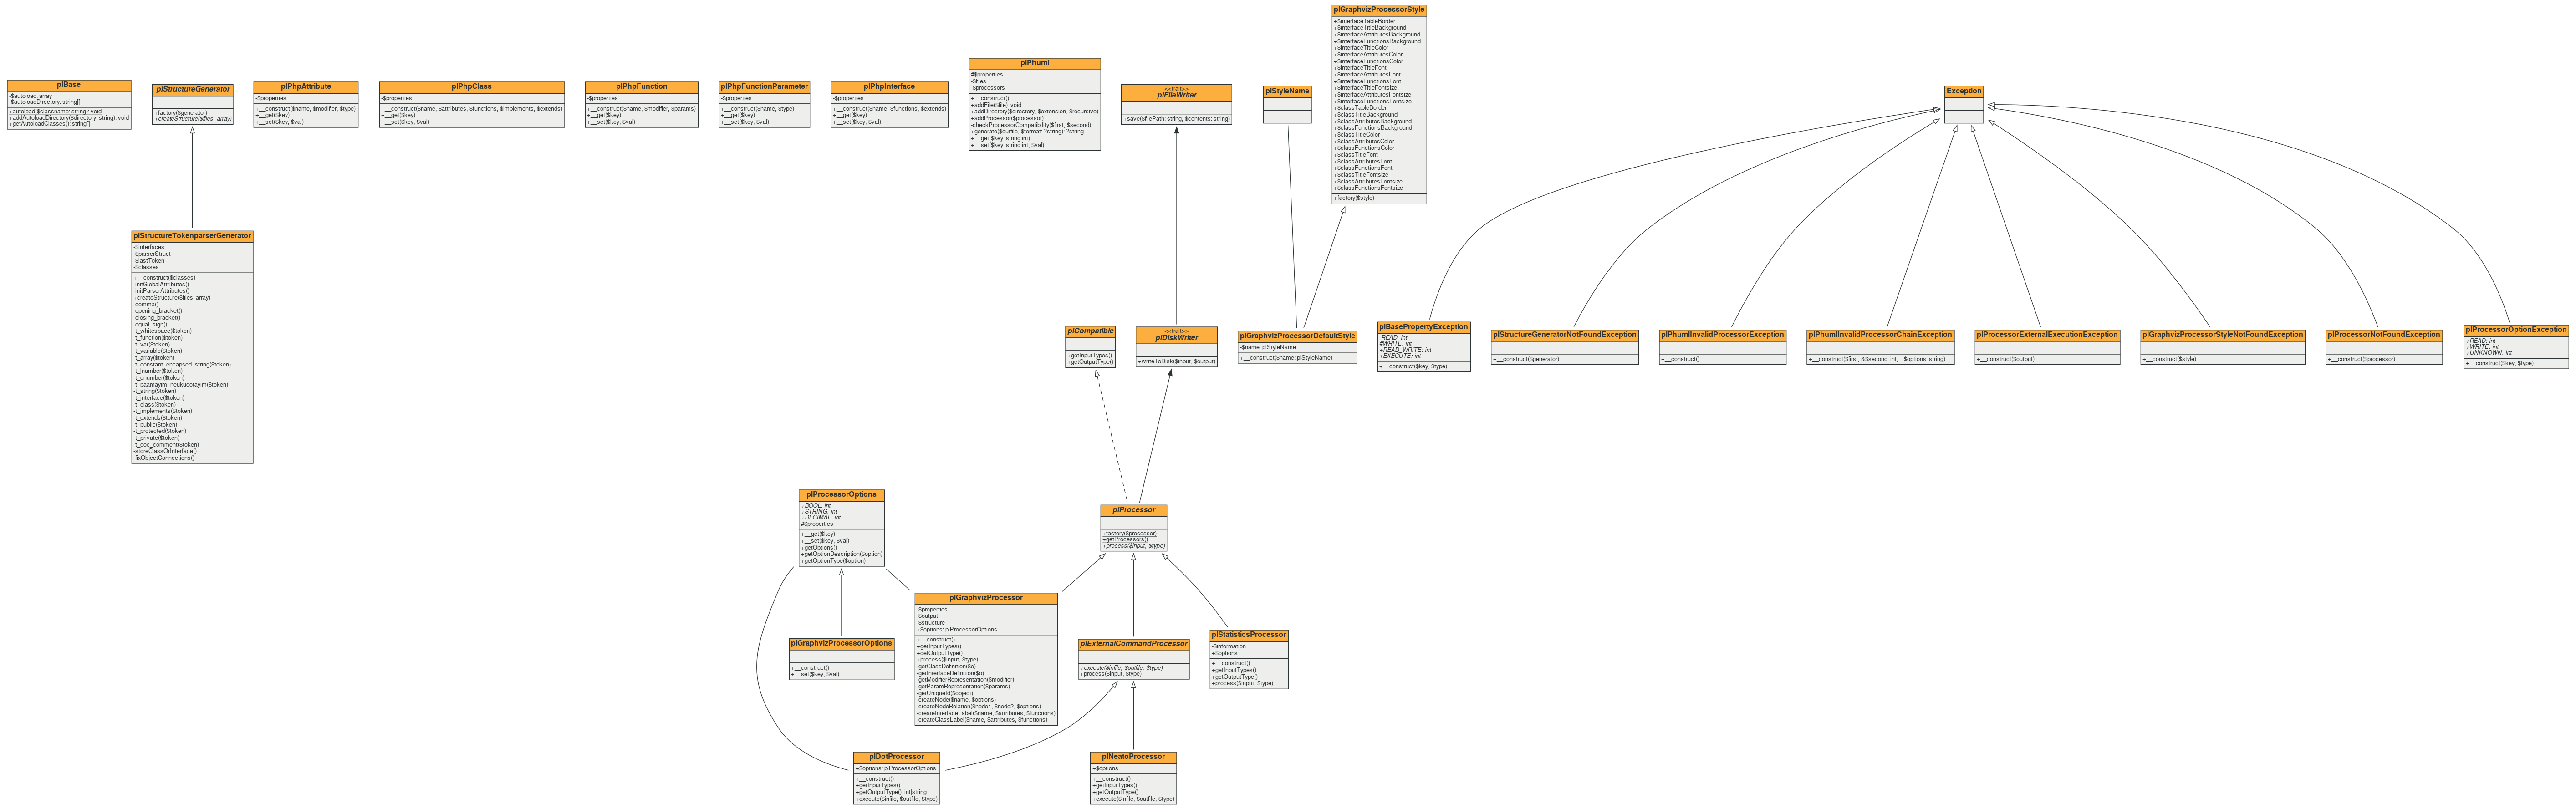 plBase
-$autoload_array
-$autoloadDirectory: string[]
+autoload($classname: string): void
+addAutoloadDirectory($directory: string): void
+getAutoloadClasses(): string[]
plStructureGenerator
+factory($generator)
+createStructure($files: array)
plPhpAttribute
-$properties
+__construct($name, $modifier, $type)
+__get($key)
+__set($key, $val)
plPhpClass
-$properties
+__construct($name, $attributes, $functions, $implements, $extends)
+__get($key)
+__set($key, $val)
plPhpFunction
-$properties
+__construct($name, $modifier, $params)
+__get($key)
+__set($key, $val)
plPhpFunctionParameter
-$properties
+__construct($name, $type)
+__get($key)
+__set($key, $val)
plPhpInterface
-$properties
+__construct($name, $functions, $extends)
+__get($key)
+__set($key, $val)
plPhuml
#$properties
-$files
-$processors
+__construct()
+addFile($file): void
+addDirectory($directory, $extension, $recursive)
+addProcessor($processor)
-checkProcessorCompatibility($first, $second)
+generate($outfile, $format: ?string): ?string
+__get($key: string|int)
+__set($key: string|int, $val)
<<trait>>
plFileWriter
+save($filePath: string, $contents: string)
plStyleName
plGraphvizProcessorStyle
+$interfaceTableBorder
+$interfaceTitleBackground
+$interfaceAttributesBackground
+$interfaceFunctionsBackground
+$interfaceTitleColor
+$interfaceAttributesColor
+$interfaceFunctionsColor
+$interfaceTitleFont
+$interfaceAttributesFont
+$interfaceFunctionsFont
+$interfaceTitleFontsize
+$interfaceAttributesFontsize
+$interfaceFunctionsFontsize
+$classTableBorder
+$classTitleBackground
+$classAttributesBackground
+$classFunctionsBackground
+$classTitleColor
+$classAttributesColor
+$classFunctionsColor
+$classTitleFont
+$classAttributesFont
+$classFunctionsFont
+$classTitleFontsize
+$classAttributesFontsize
+$classFunctionsFontsize
+factory($style)
Exception
plStructureTokenparserGenerator
-$interfaces
-$parserStruct
-$lastToken
-$classes
+__construct($classes)
-initGlobalAttributes()
-initParserAttributes()
+createStructure($files: array)
-comma()
-opening_bracket()
-closing_bracket()
-equal_sign()
-t_whitespace($token)
-t_function($token)
-t_var($token)
-t_variable($token)
-t_array($token)
-t_constant_encapsed_string($token)
-t_lnumber($token)
-t_dnumber($token)
-t_paamayim_neukudotayim($token)
-t_string($token)
-t_interface($token)
-t_class($token)
-t_implements($token)
-t_extends($token)
-t_public($token)
-t_protected($token)
-t_private($token)
-t_doc_comment($token)
-storeClassOrInterface()
-fixObjectConnections()
plCompatible
+getInputTypes()
+getOutputType()
<<trait>>
plDiskWriter
+writeToDisk($input, $output)
plGraphvizProcessorDefaultStyle
-$name: plStyleName
+__construct($name: plStyleName)
plBasePropertyException
-READ: int
#WRITE: int
+READ_WRITE: int
+EXECUTE: int
+__construct($key, $type)
plStructureGeneratorNotFoundException
+__construct($generator)
plPhumlInvalidProcessorException
+__construct()
plPhumlInvalidProcessorChainException
+__construct($first, &$second: int, ...$options: string)
plProcessorExternalExecutionException
+__construct($output)
plGraphvizProcessorStyleNotFoundException
+__construct($style)
plProcessorNotFoundException
+__construct($processor)
plProcessorOptionException
+READ: int
+WRITE: int
+UNKNOWN: int
+__construct($key, $type)
plProcessorOptions
+BOOL: int
+STRING: int
+DECIMAL: int
#$properties
+__get($key)
+__set($key, $val)
+getOptions()
+getOptionDescription($option)
+getOptionType($option)
plProcessor
+factory($processor)
+getProcessors()
+process($input, $type)
plGraphvizProcessorOptions
+__construct()
+__set($key, $val)
plGraphvizProcessor
-$properties
-$output
-$structure
+$options: plProcessorOptions
+__construct()
+getInputTypes()
+getOutputType()
+process($input, $type)
-getClassDefinition($o)
-getInterfaceDefinition($o)
-getModifierRepresentation($modifier)
-getParamRepresentation($params)
-getUniqueId($object)
-createNode($name, $options)
-createNodeRelation($node1, $node2, $options)
-createInterfaceLabel($name, $attributes, $functions)
-createClassLabel($name, $attributes, $functions)
plExternalCommandProcessor
+execute($infile, $outfile, $type)
+process($input, $type)
plStatisticsProcessor
-$information
+$options
+__construct()
+getInputTypes()
+getOutputType()
+process($input, $type)
plDotProcessor
+$options: plProcessorOptions
+__construct()
+getInputTypes()
+getOutputType(): int|string
+execute($infile, $outfile, $type)
plNeatoProcessor
+$options
+__construct()
+getInputTypes()
+getOutputType()
+execute($infile, $outfile, $type)